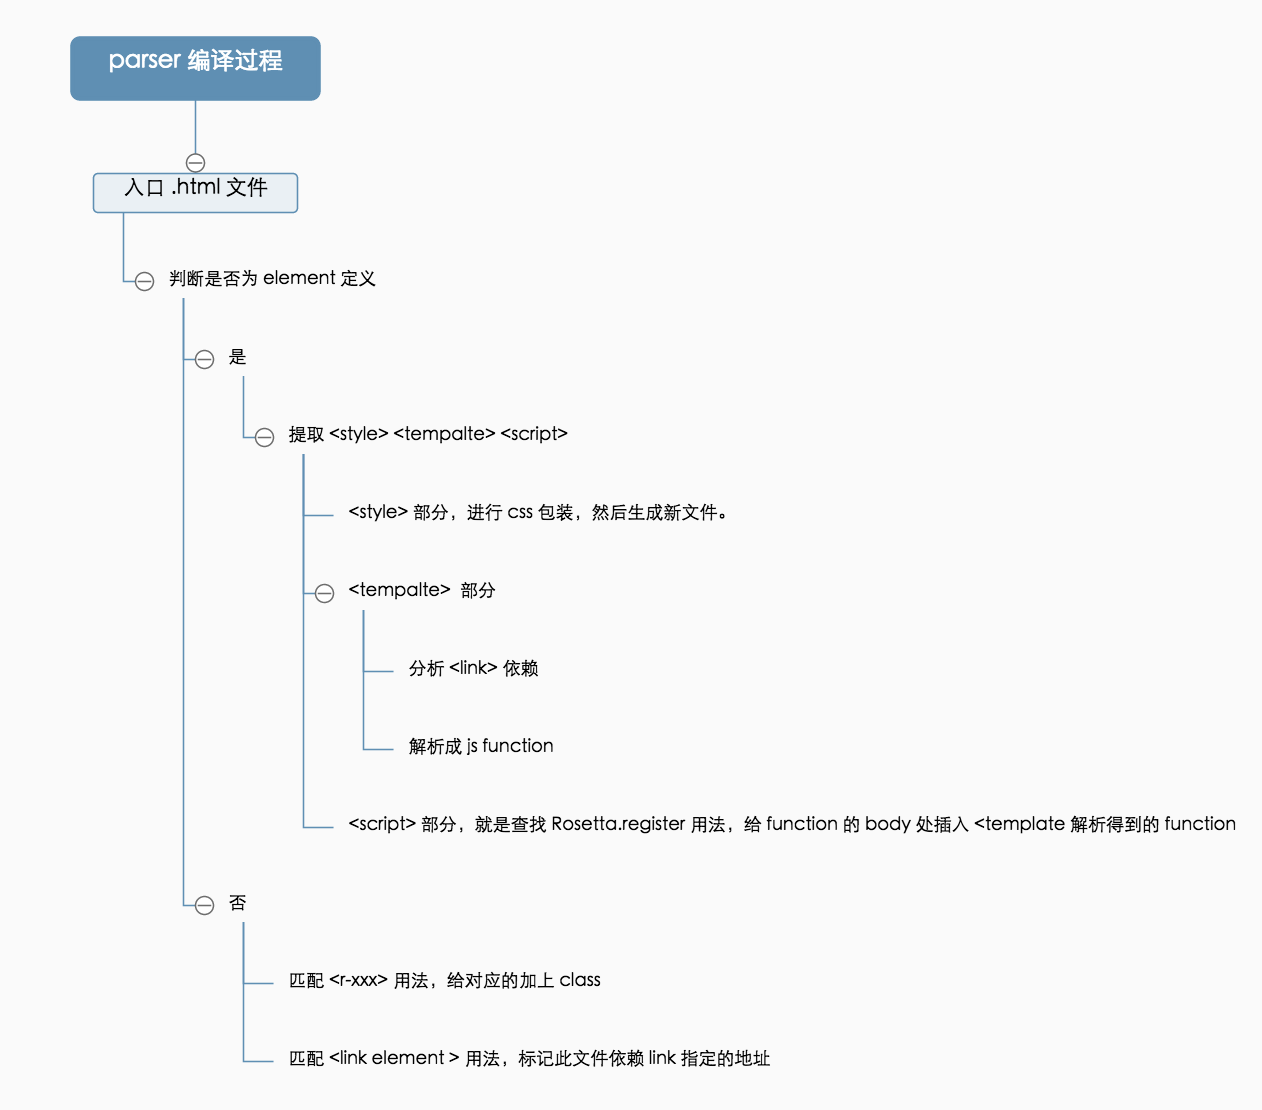 parser 编译过程
入口 .html 文件
判断是否为 element 定义
是
提取 <style> <tempalte> <script>
<style> 部分，进行 css 包装，然后生成新文件。
<tempalte> 部分
分析 <link> 依赖
解析成 js function
<script> 部分，就是查找 Rosetta.register 用法，给 function 的 body 处插入 <template 解析得到的 function
否
匹配 <r-xxx> 用法，给对应的加上 class
匹配 <link element > 用法，标记此文件依赖 link 指定的地址